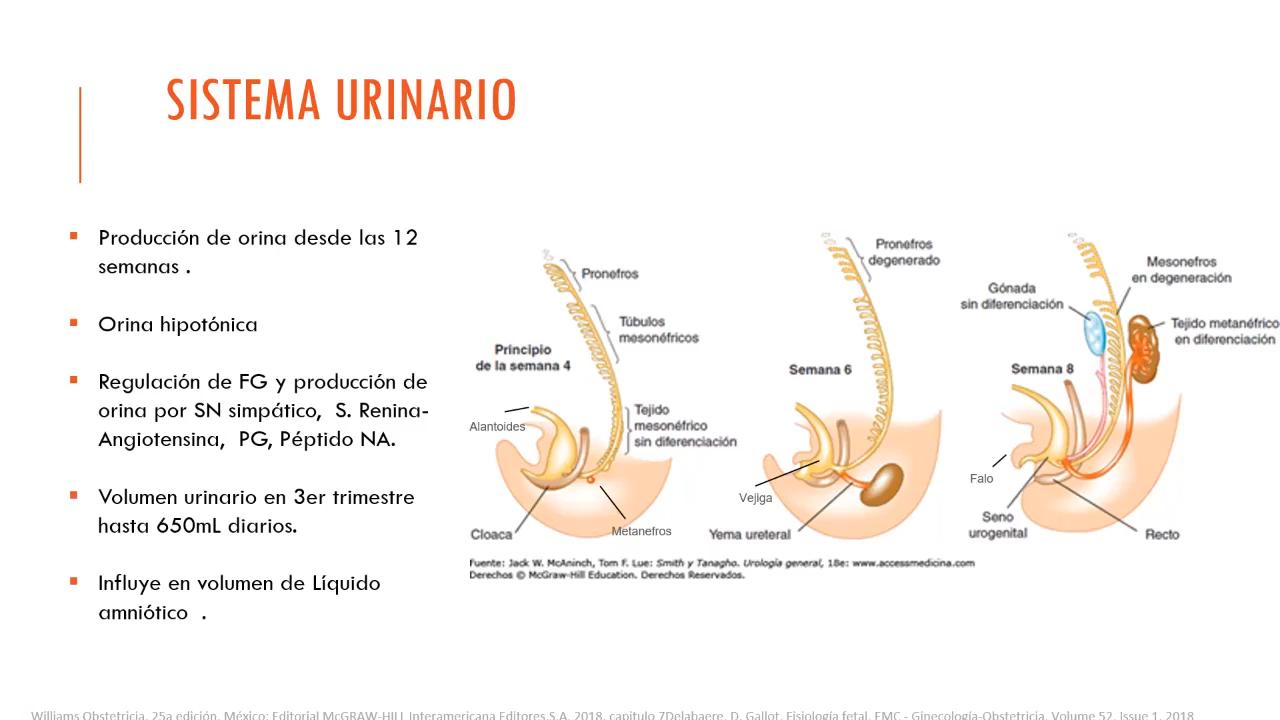 SISTEMA URINARIO
Producción de orina desde las 12
semanas .
Orina hipotónica
Regulación de FG y producción de
orina por SN simpático, S. Renina-
Angiotensina, PG, Péptido NA.
Volumen urinario en 3er trimestre
hasta 650mL diarios.
Influye en volumen de Líquido
amniótico .
Pronefros
Túbulos
mesonéfricos
Principio
de la semana 4
Alantoides
Tejido
mesonéfrico
sin diferenciación
Cloaca
Metanefros
Pronefros
degenerado
Semana 6
Vejiga
Yema ureteral
Mesonefros
en degeneración
Gónada
sin diferenciación
Tejido metanéfrico
en diferenciación
Semana 8
Falo
Seno
urogenital
Recto
Fuente: Jack W. McAninch, Tom F. Lue: Smith y Tanagho. Urología general, 18e: www.accessmedicina.com
Derechos © McGraw-Hill Education. Derechos Reservados.
Williams Obstetricia, 25a edición, México: Editorial McGRAW-HILL Interamericana Editores,S.A. 2018, capitulo 7Delabaere, D. Gallot. Fisiología fetal. EMC - Ginecología-Obstetricia, Volume 52, Issue 1, 2018